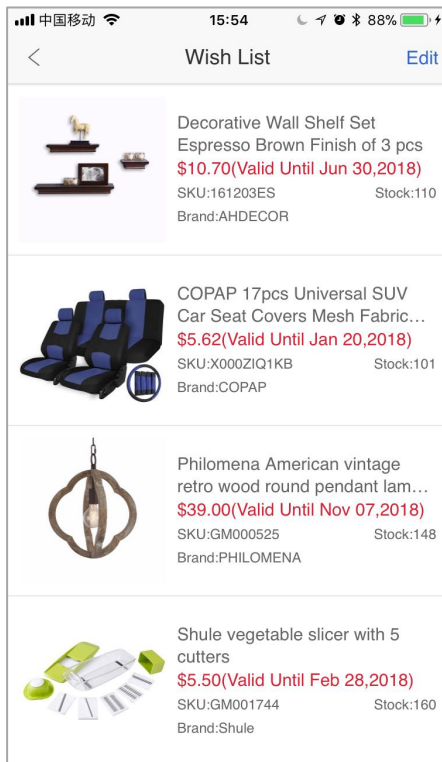 中国移动 15:54 88%
Wish List Edit
Decorative Wall Shelf Set
Espresso Brown Finish of 3 pcs
$10.70(Valid Until Jun 30,2018)
SKU:161203ES Stock:110
Brand:AHDECOR
COPAP 17pcs Universal SUV
Car Seat Covers Mesh Fabric...
$5.62(Valid Until Jan 20,2018)
SKU:X000ZIQ1KB Stock:101
Brand:COPAP
Philomena American vintage
retro wood round pendant lam...
$39.00(Valid Until Nov 07,2018)
SKU:GM000525 Stock:148
Brand:PHILOMENA
Shule vegetable slicer with 5
cutters
$5.50(Valid Until Feb 28,2018)
SKU:GM001744 Stock:160
Brand:Shule